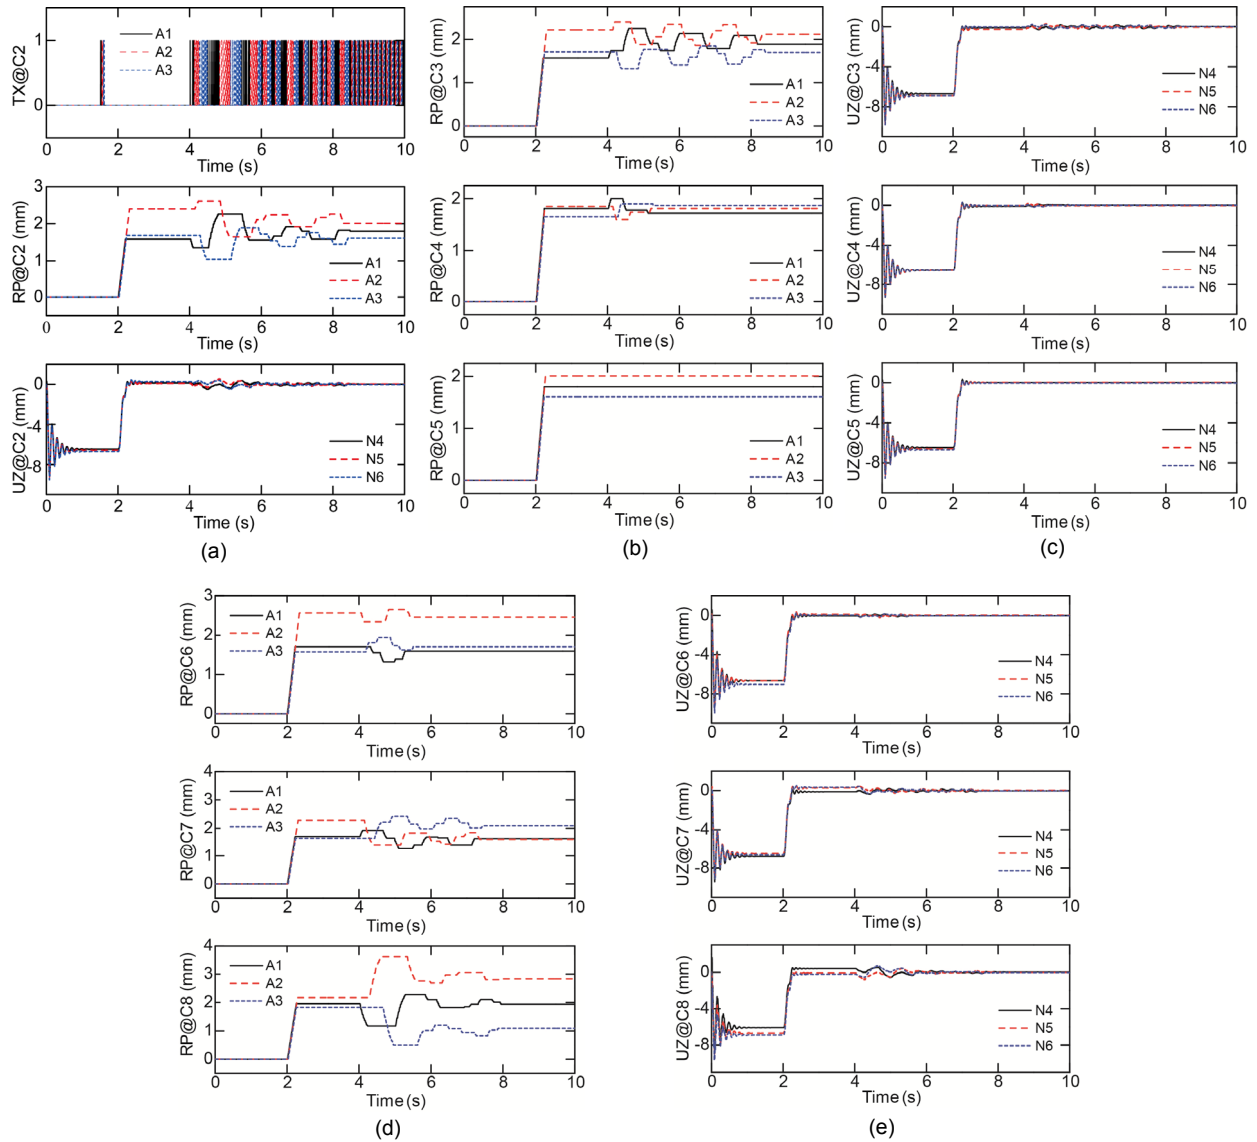 TX@C2
1
0
A1
A2
A3
0 2 4 6 8 10
Time (s)
RP@C2 (mm)
3
2
1
0
A1
A2
A3
0 2 4 6 8 10
Time (s)
UZ@C2 (mm)
0
-4
-8
N4
N5
N6
0 2 4 6 8 10
Time (s)
(a)
RP@C3 (mm)
2
1
0
A1
A2
A3
0 2 4 6 8 10
Time (s)
RP@C4 (mm)
2
1
0
A1
A2
A3
0 2 4 6 8 10
Time (s)
RP@C5 (mm)
2
1
0
A1
A2
A3
0 2 4 6 8 10
Time (s)
(b)
UZ@C3 (mm)
0
-4
-8
N4
N5
N6
0 2 4 6 8 10
Time (s)
UZ@C4 (mm)
0
-4
-8
N4
N5
N6
0 2 4 6 8 10
Time (s)
UZ@C5 (mm)
0
-4
-8
N4
N5
N6
0 2 4 6 8 10
Time (s)
(c)
RP@C6 (mm)
3
2
1
0
A1
A2
A3
0 2 4 6 8 10
Time (s)
RP@C7 (mm)
4
3
2
1
0
A1
A2
A3
0 2 4 6 8 10
Time (s)
RP@C8 (mm)
4
3
2
1
0
A1
A2
A3
0 2 4 6 8 10
Time (s)
(d)
UZ@C6 (mm)
0
-4
-8
N4
N5
N6
0 2 4 6 8 10
Time (s)
UZ@C7 (mm)
0
-4
-8
N4
N5
N6
0 2 4 6 8 10
Time (s)
UZ@C8 (mm)
0
-4
-8
N4
N5
N6
0 2 4 6 8 10
Time (s)
(e)